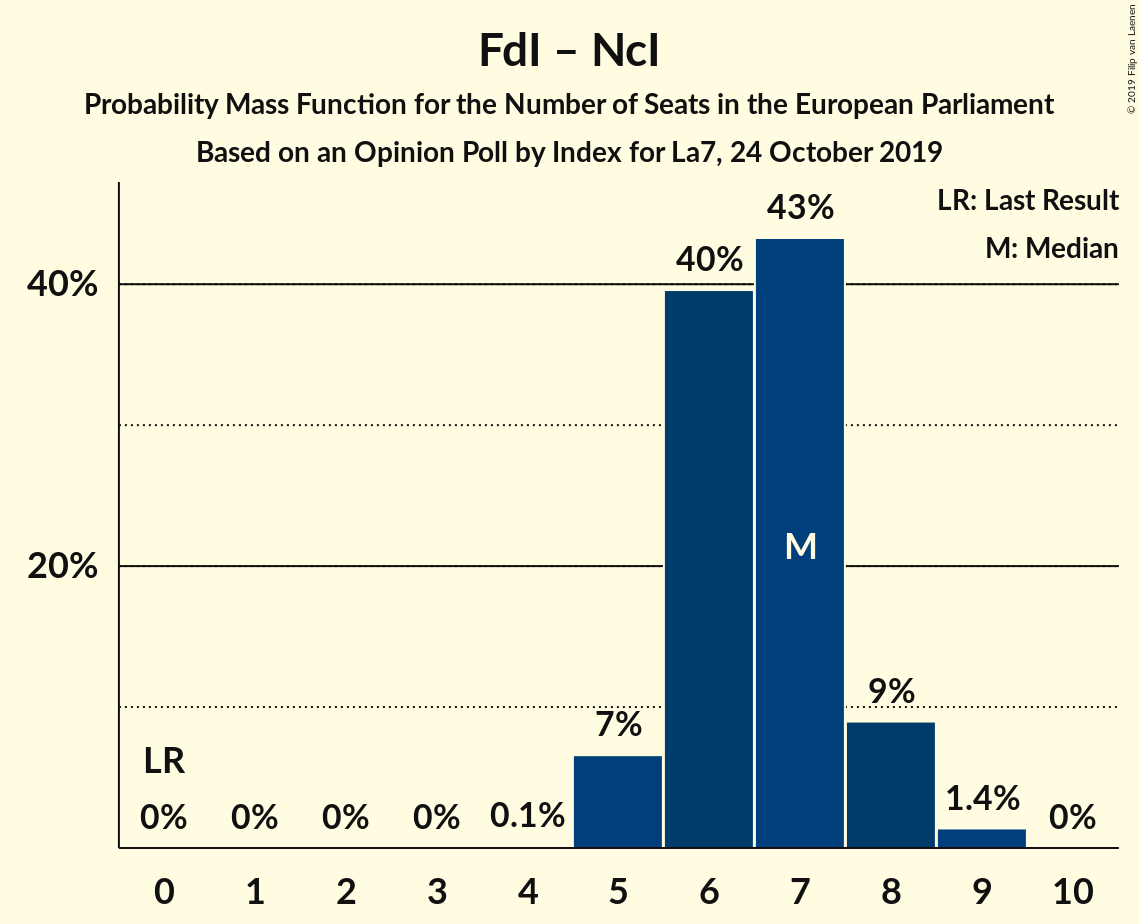 FdI – NcI
Probability Mass Function for the Number of Seats in the European Parliament
Based on an Opinion Poll by Index for La7, 24 October 2019
© 2019 Filip van Laenen
LR: Last Result
M: Median
43%
40%
40%
M
20%
9%
7%
LR
1.4%
0% 0% 0% 0% 0.1% 0%
0 1 2 3 4 5 6 7 8 9 10